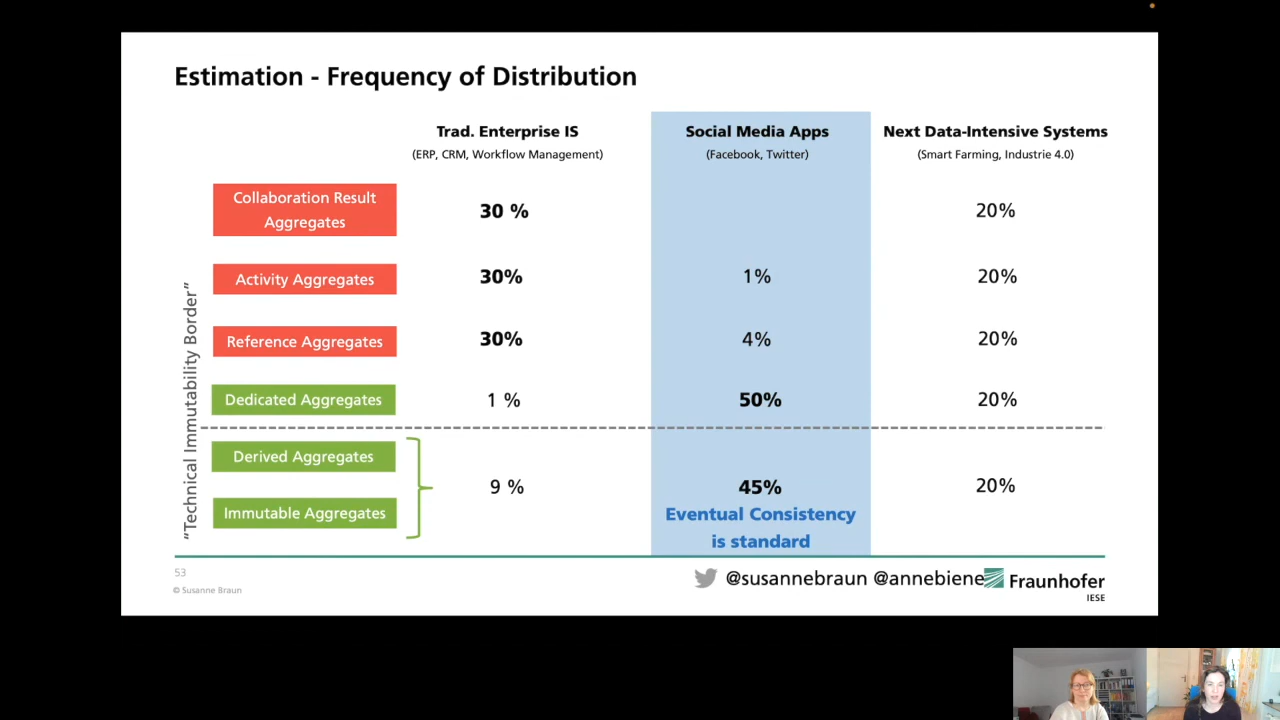 Estimation - Frequency of Distribution
Trad. Enterprise IS
(ERP, CRM, Workflow Management)
Social Media Apps
(Facebook, Twitter)
Next Data-Intensive Systems
(Smart Farming, Industrie 4.0)
Collaboration Result
Aggregates
30 %
20%
Activity Aggregates
30%
1%
20%
Reference Aggregates
30%
4%
20%
Dedicated Aggregates
1 %
50%
20%
"Technical Immutability Border"
Derived Aggregates
Immutable Aggregates
9 %
45%
20%
Eventual Consistency
is standard
53
© Susanne Braun
@susannebraun @annebiene
Fraunhofer
IESE